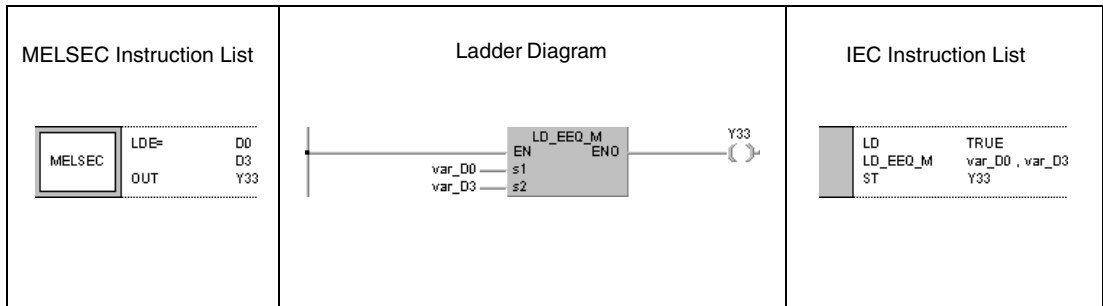 MELSEC Instruction List
Ladder Diagram
IEC Instruction List
MELSEC
LDE= D0
D3
OUT Y33
LD_EEQ_M
EN ENO
var_D0 s1
var_D3 s2
Y33
LD TRUE
LD_EEQ_M var_D0 , var_D3
ST Y33